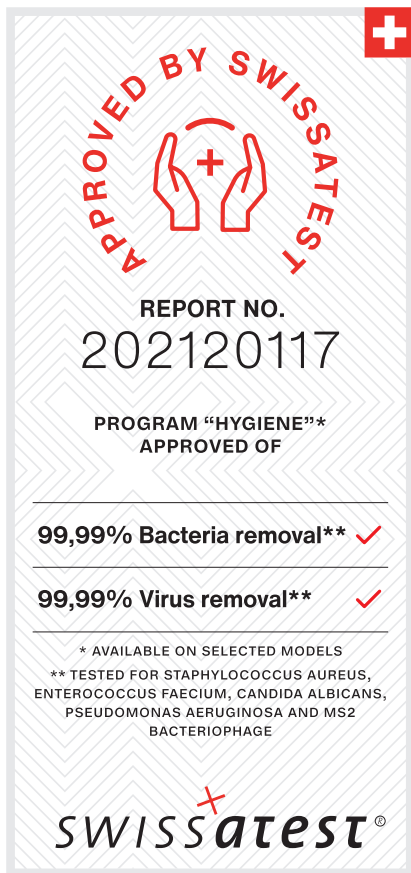 APPROVED BY SWISSATEST
REPORT NO.
202120117
PROGRAM “HYGIENE”*
APPROVED OF
99,99% Bacteria removal**
99,99% Virus removal**
* AVAILABLE ON SELECTED MODELS
** TESTED FOR STAPHYLOCOCCUS AUREUS,
ENTEROCOCCUS FAECIUM, CANDIDA ALBICANS,
PSEUDOMONAS AERUGINOSA AND MS2
BACTERIOPHAGE
swissatest®